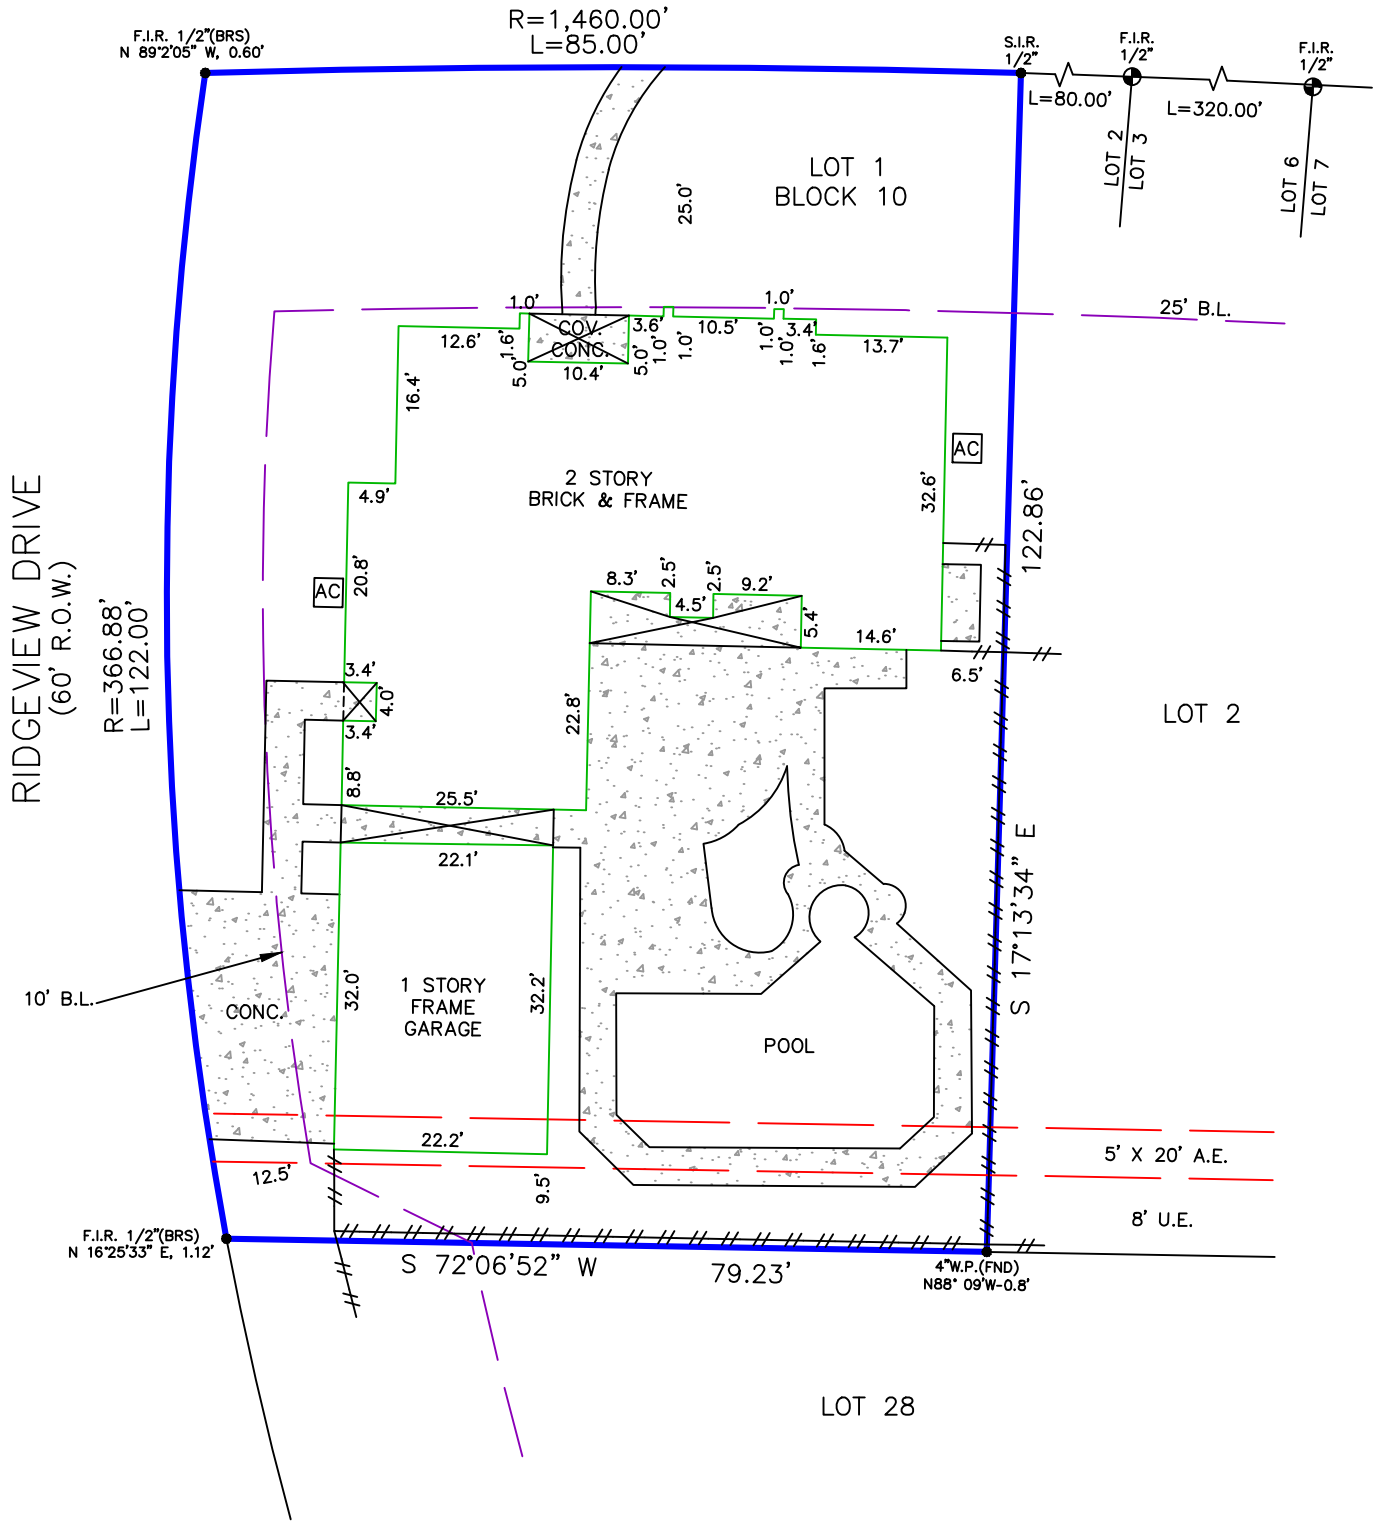 R=1,460.00'
L=85.00'
F.I.R. 1/2"(BRS)
N 89°2'05" W, 0.60'
S.I.R.
1/2"
F.I.R.
1/2"
F.I.R.
1/2"
L=80.00'
L=320.00'
LOT 2
LOT 3
LOT 6
LOT 7
LOT 1
BLOCK 10
25.0'
25' B.L.
1.0'
COV.
CONC.
12.6'
1.6'
5.0'
10.4'
5.0'
3.6'
1.0'
1.0'
10.5'
1.0'
1.0'
1.0'
3.4'
1.6'
13.7'
16.4'
AC
4.9'
2 STORY
BRICK & FRAME
32.6'
122.86'
RIDGEVIEW DRIVE
(60' R.O.W.)
R=366.88'
L=122.00'
AC
20.8'
8.3'
2.5'
4.5'
2.5'
9.2'
5.4'
14.6'
6.5'
3.4'
4.0'
3.4'
22.8'
LOT 2
8.8'
25.5'
22.1'
S 17°13'34" E
10' B.L.
CONC.
32.0'
1 STORY
FRAME
GARAGE
32.2'
POOL
22.2'
12.5'
9.5'
5' X 20' A.E.
8' U.E.
F.I.R. 1/2"(BRS)
N 16°25'33" E, 1.12'
S 72°06'52" W
79.23'
4"W.P.(FND)
N88° 09'W-0.8'
LOT 28